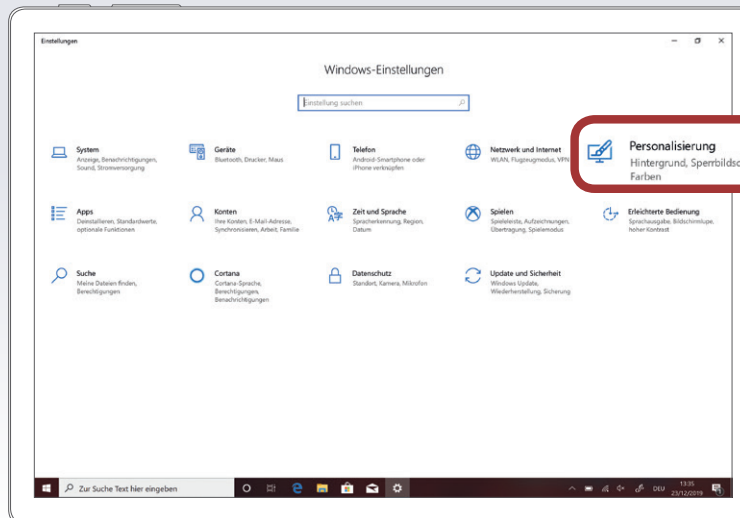 Einstellungen
Windows-Einstellungen
Einstellung suchen
System
Anzeige, Benachrichtigungen,
Sound, Stromversorgung
Geräte
Bluetooth, Drucker, Maus
Telefon
Android-Smartphone oder
iPhone verknüpfen
Netzwerk und Internet
WLAN, Flugzeugmodus, VPN
Personalisierung
Hintergrund, Sperrbildsc
Farben
Apps
Deinstallieren, Standardwerte,
optionale Funktionen
Konten
Ihre Konten, E-Mail-Adresse,
Synchronisieren, Arbeit, Familie
Zeit und Sprache
Spracherkennung, Region,
Datum
Spielen
Spieleleiste, Aufzeichnungen,
Übertragung, Spielemodus
Erleichterte Bedienung
Sprachausgabe, Bildschirmlupe,
hoher Kontrast
Suche
Meine Dateien finden,
Berechtigungen
Cortana
Cortana-Sprache,
Berechtigungen,
Benachrichtigungen
Datenschutz
Standort, Kamera, Mikrofon
Update und Sicherheit
Windows Update,
Wiederherstellung, Sicherung
Zur Suche Text hier eingeben
DEU
13:35
23/12/2019